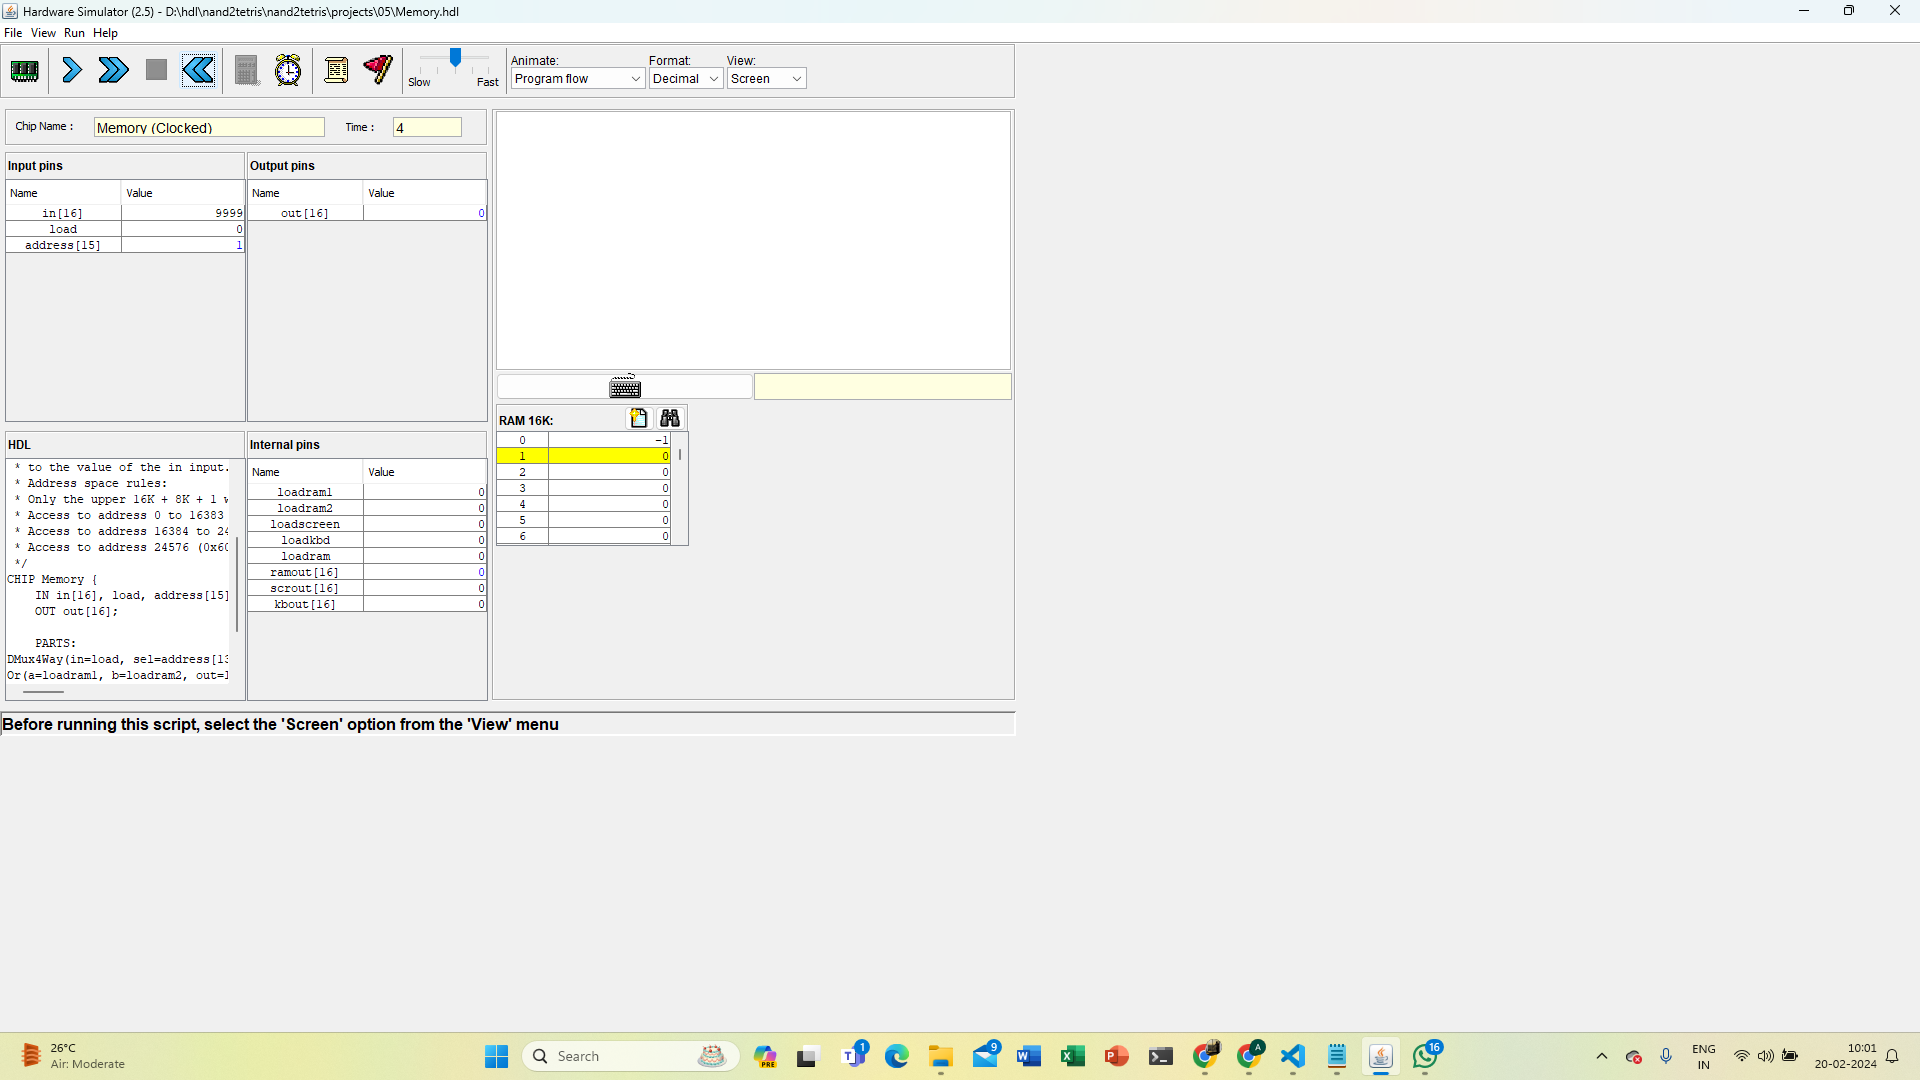 Hardware Simulator (2.5) - D:\hdl\nand2tetris\nand2tetris\projects\05\Memory.hdl
File View Run Help
Slow Fast
Animate: Format: View:
Program flow Decimal Screen
Chip Name : Memory (Clocked) Time : 4
Input pins
Name Value
in[16] 9999
load 0
address[15] 1
Output pins
Name Value
out[16] 0
HDL
* to the value of the in input.
* Address space rules:
* Only the upper 16K + 8K + 1 w
* Access to address 0 to 16383
* Access to address 16384 to 24
* Access to address 24576 (0x60
*/
CHIP Memory {
IN in[16], load, address[15]
OUT out[16];
PARTS:
DMux4Way(in=load, sel=address[13
Or(a=loadram1, b=loadram2, out=l
Internal pins
Name Value
loadram1 0
loadram2 0
loadscreen 0
loadkbd 0
loadram 0
ramout[16] 0
scrout[16] 0
kbout[16] 0
RAM 16K:
0 -1
1 0
2 0
3 0
4 0
5 0
6 0
Before running this script, select the 'Screen' option from the 'View' menu
26°C
Air: Moderate
Search
PRE
1
9
A
16
ENG
IN
10:01
20-02-2024